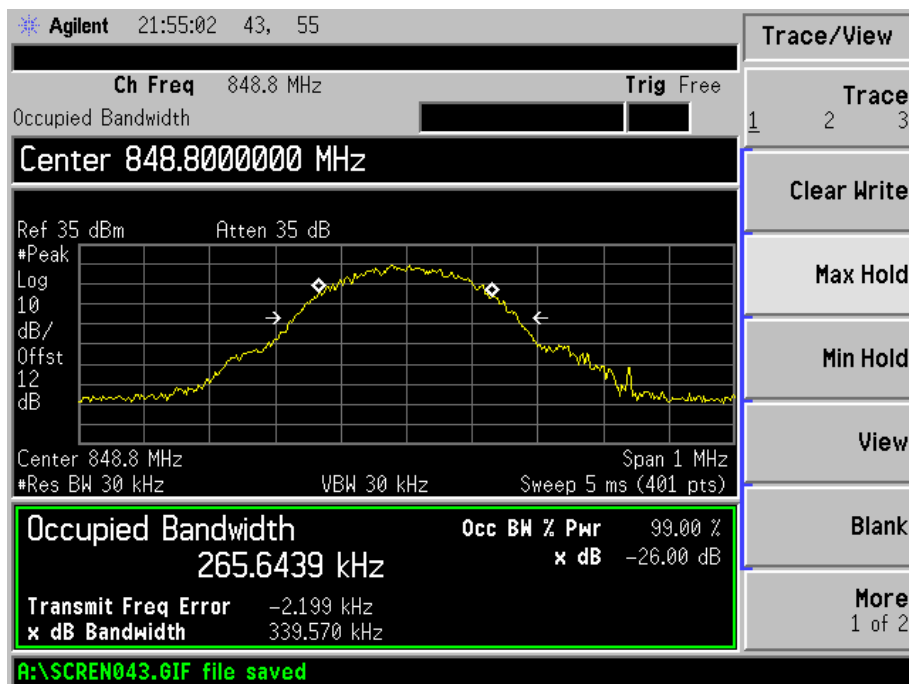 Agilent 21:55:02 43, 55
Trace/View
Ch Freq 848.8 MHz Trig Free
Occupied Bandwidth
Trace
1 2 3
Center 848.8000000 MHz
Clear Write
Ref 35 dBm Atten 35 dB
#Peak
Log
10
dB/
Offst
12
dB
Max Hold
Min Hold
Center 848.8 MHz Span 1 MHz
#Res BW 30 kHz VBW 30 kHz Sweep 5 ms (401 pts)
View
Occupied Bandwidth Occ BW % Pwr 99.00 %
265.6439 kHz x dB -26.00 dB
Blank
Transmit Freq Error -2.199 kHz
x dB Bandwidth 339.570 kHz
More
1 of 2
A:\SCREN043.GIF file saved